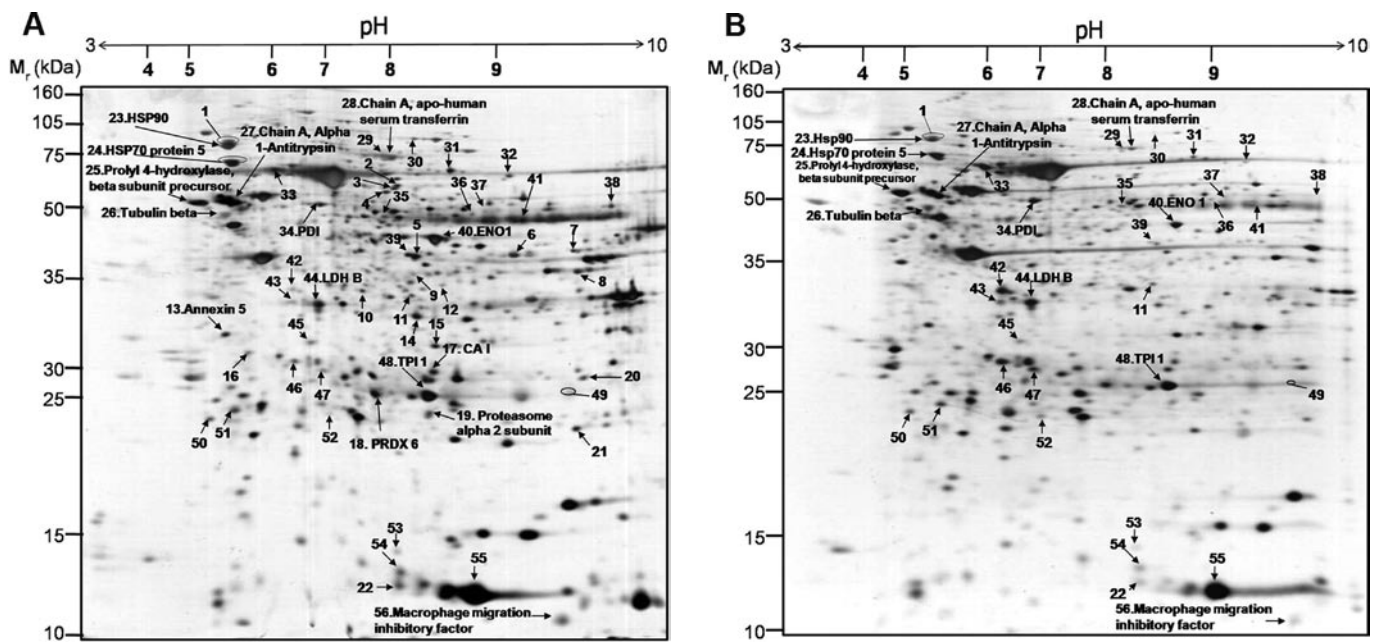 A
pH
3
10
4 5 6 7 8 9
Mr (kDa)
160
105
75
50
35
30
25
15
10
1
23.HSP90
24.HSP70 protein 5
25.Prolyl 4-hydroxylase,
beta subunit precursor
26.Tubulin beta
27.Chain A, Alpha
1-Antitrypsin
28.Chain A, apo-human
serum transferrin
29
30
31
32
2
3
4
33
34.PDI
35
36
37
41
38
39
5
40.ENO1
6
7
8
42
43
44.LDH B
10
9
12
11
14
15
13.Annexin 5
45
16
46
47
48.TPI 1
17. CA I
20
49
50
51
52
18. PRDX 6
19. Proteasome
alpha 2 subunit
21
53
54
55
22
56.Macrophage migration
inhibitory factor
B
pH
3
10
4 5 6 7 8 9
Mr (kDa)
160
105
75
50
35
30
25
15
10
1
23.Hsp90
24.Hsp70 protein 5
25.Prolyl 4-hydroxylase,
beta subunit precursor
26.Tubulin beta
27.Chain A, Alpha
1-Antitrypsin
28.Chain A, apo-human
serum transferrin
29
30
31
32
33
34.PDI
35
37
38
40.ENO 1
36
41
39
42
43
44.LDH B
11
45
46
47
48.TPI 1
49
50
51
52
53
54
55
22
56.Macrophage migration
inhibitory factor